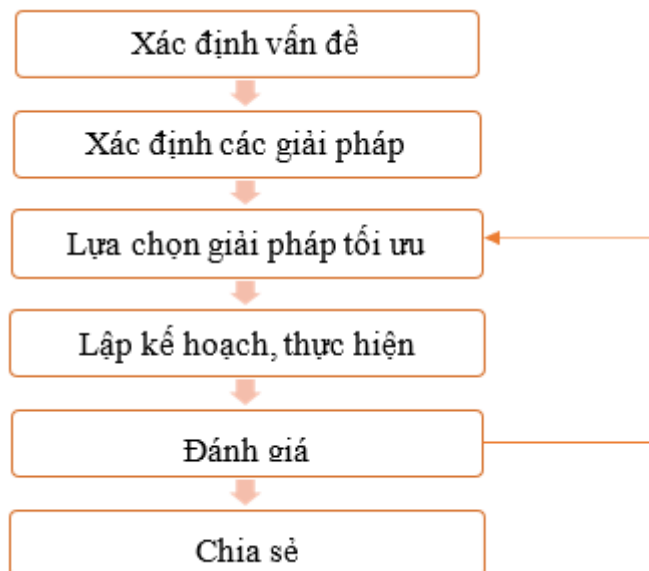 Xác định vấn đề
Xác định các giải pháp
Lựa chọn giải pháp tối ưu
Lập kế hoạch, thực hiện
Đánh giá
Chia sẻ